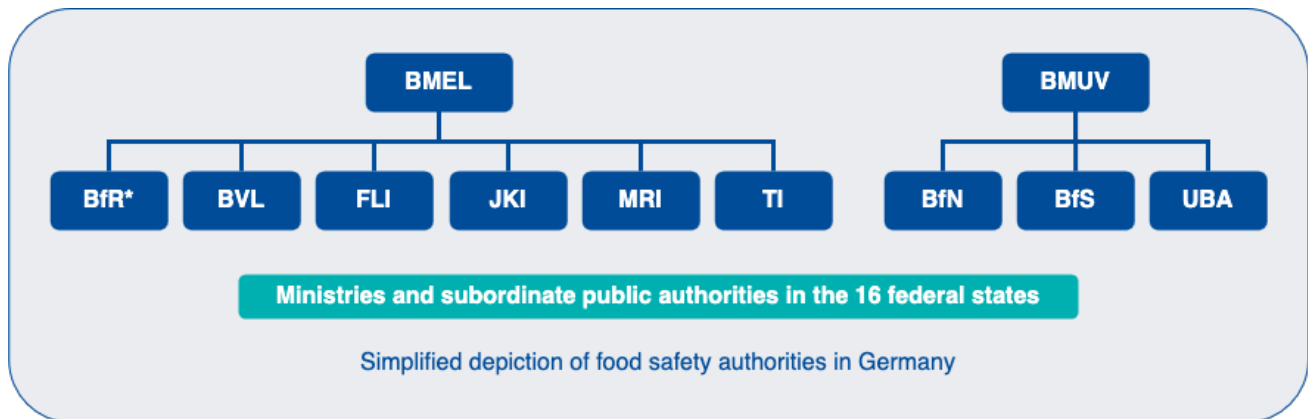 BMEL
BMUV
BfR*
BVL
FLI
JKI
MRI
TI
BfN
BfS
UBA
Ministries and subordinate public authorities in the 16 federal states
Simplified depiction of food safety authorities in Germany